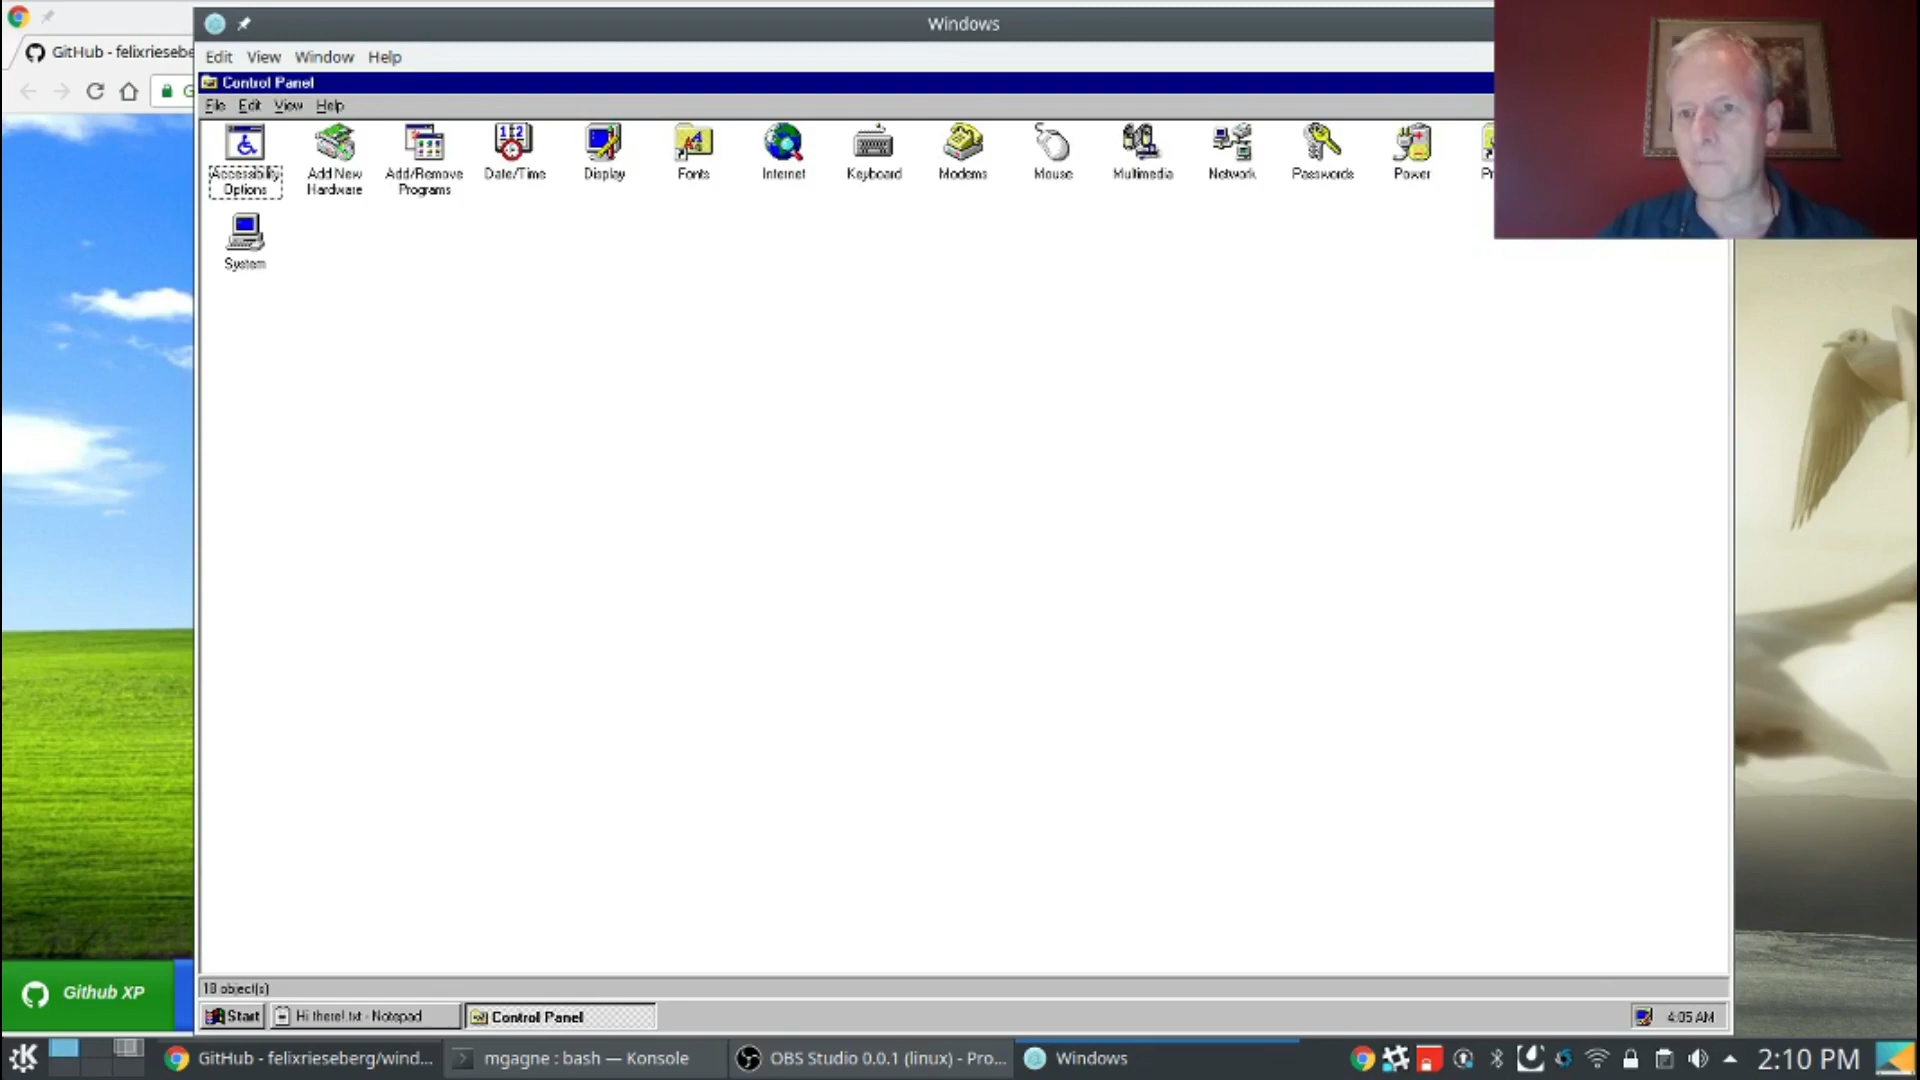 Windows
GitHub - felixriesebe
Edit View Window Help
Control Panel
File Edit View Help
Accessibility Options
Add New Hardware
Add/Remove Programs
Date/Time
Display
Fonts
Internet
Keyboard
Modems
Mouse
Multimedia
Network
Passwords
Power
System
Github XP
18 object(s)
Start Hi there!.txt - Notepad Control Panel 4:05 AM
GitHub - felixrieseberg/wind... mgagne : bash — Konsole OBS Studio 0.0.1 (linux) - Pro... Windows 2:10 PM